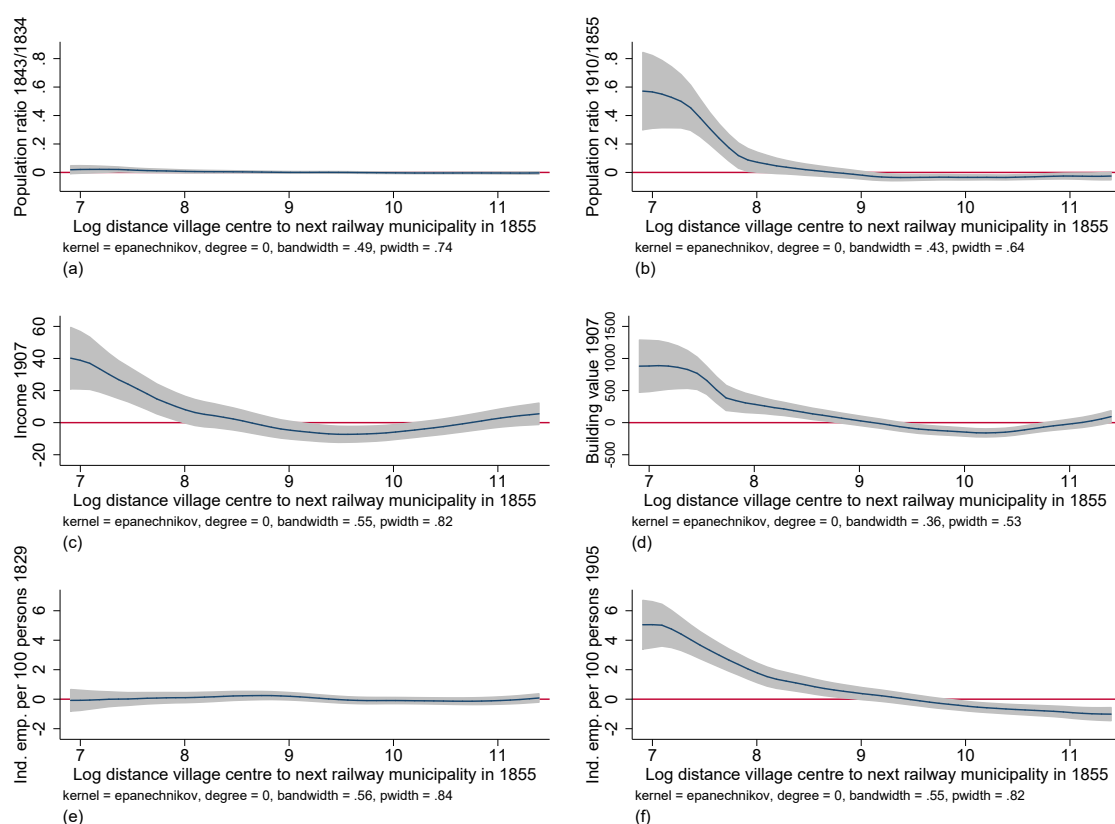 Population ratio 1843/1834
.8
.6
.4
.2
0
7 8 9 10 11
Log distance village centre to next railway municipality in 1855
kernel = epanechnikov, degree = 0, bandwidth = .49, pwidth = .74
(a)
Population ratio 1910/1855
.8
.6
.4
.2
0
7 8 9 10 11
Log distance village centre to next railway municipality in 1855
kernel = epanechnikov, degree = 0, bandwidth = .43, pwidth = .64
(b)
Income 1907
60
40
20
0
-20
7 8 9 10 11
Log distance village centre to next railway municipality in 1855
kernel = epanechnikov, degree = 0, bandwidth = .55, pwidth = .82
(c)
Building value 1907
1500
1000
500
0
-500
7 8 9 10 11
Log distance village centre to next railway municipality in 1855
kernel = epanechnikov, degree = 0, bandwidth = .36, pwidth = .53
(d)
Ind. emp. per 100 persons 1829
6
4
2
0
-2
7 8 9 10 11
Log distance village centre to next railway municipality in 1855
kernel = epanechnikov, degree = 0, bandwidth = .56, pwidth = .84
(e)
Ind. emp. per 100 persons 1905
6
4
2
0
-2
7 8 9 10 11
Log distance village centre to next railway municipality in 1855
kernel = epanechnikov, degree = 0, bandwidth = .55, pwidth = .82
(f)